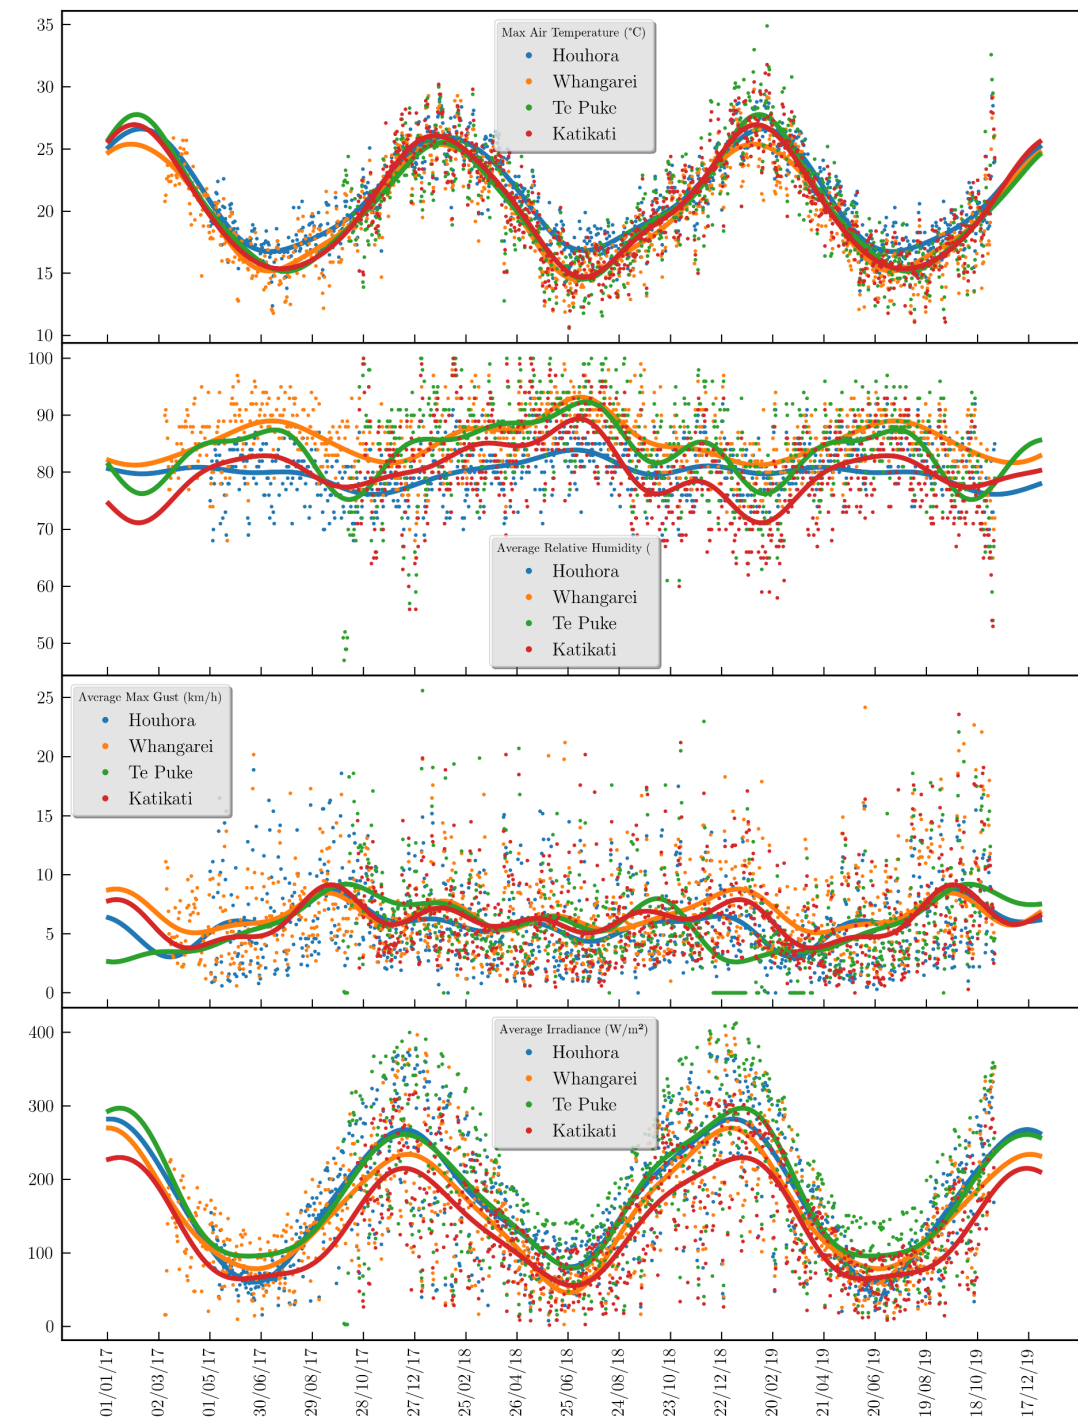 35
30
25
20
15
10
Max Air Temperature (°C)
Houhora
Whangarei
Te Puke
Katikati
100
90
80
70
60
50
Average Relative Humidity (
Houhora
Whangarei
Te Puke
Katikati
25
20
15
10
5
0
Average Max Gust (km/h)
Houhora
Whangarei
Te Puke
Katikati
400
300
200
100
0
Average Irradiance (W/m²)
Houhora
Whangarei
Te Puke
Katikati
01/01/17
02/03/17
01/05/17
30/06/17
29/08/17
28/10/17
27/12/17
25/02/18
26/04/18
25/06/18
24/08/18
23/10/18
22/12/18
20/02/19
21/04/19
20/06/19
19/08/19
18/10/19
17/12/19